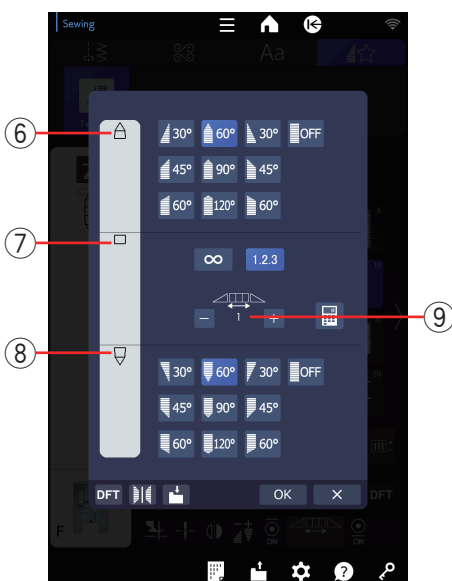 Sewing
Aa
⑥ 30° 60° 30° OFF
45° 90° 45°
60° 120° 60°
⑦ ∞ 1.2.3
− 1 + ⑨
⑧ 30° 60° 30° OFF
45° 90° 45°
60° 120° 60°
DFT OK ×
DFT
F ON ON
?